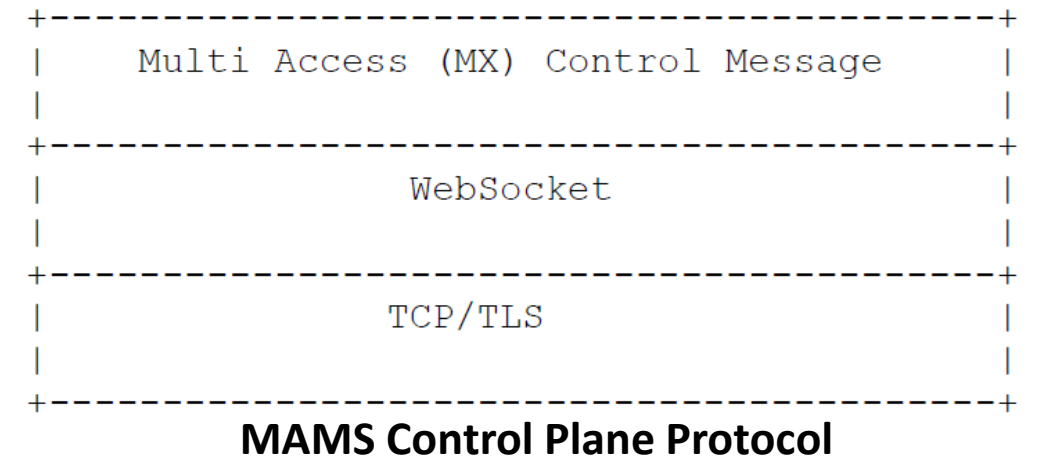 Multi Access (MX) Control Message
WebSocket
TCP/TLS
MAMS Control Plane Protocol